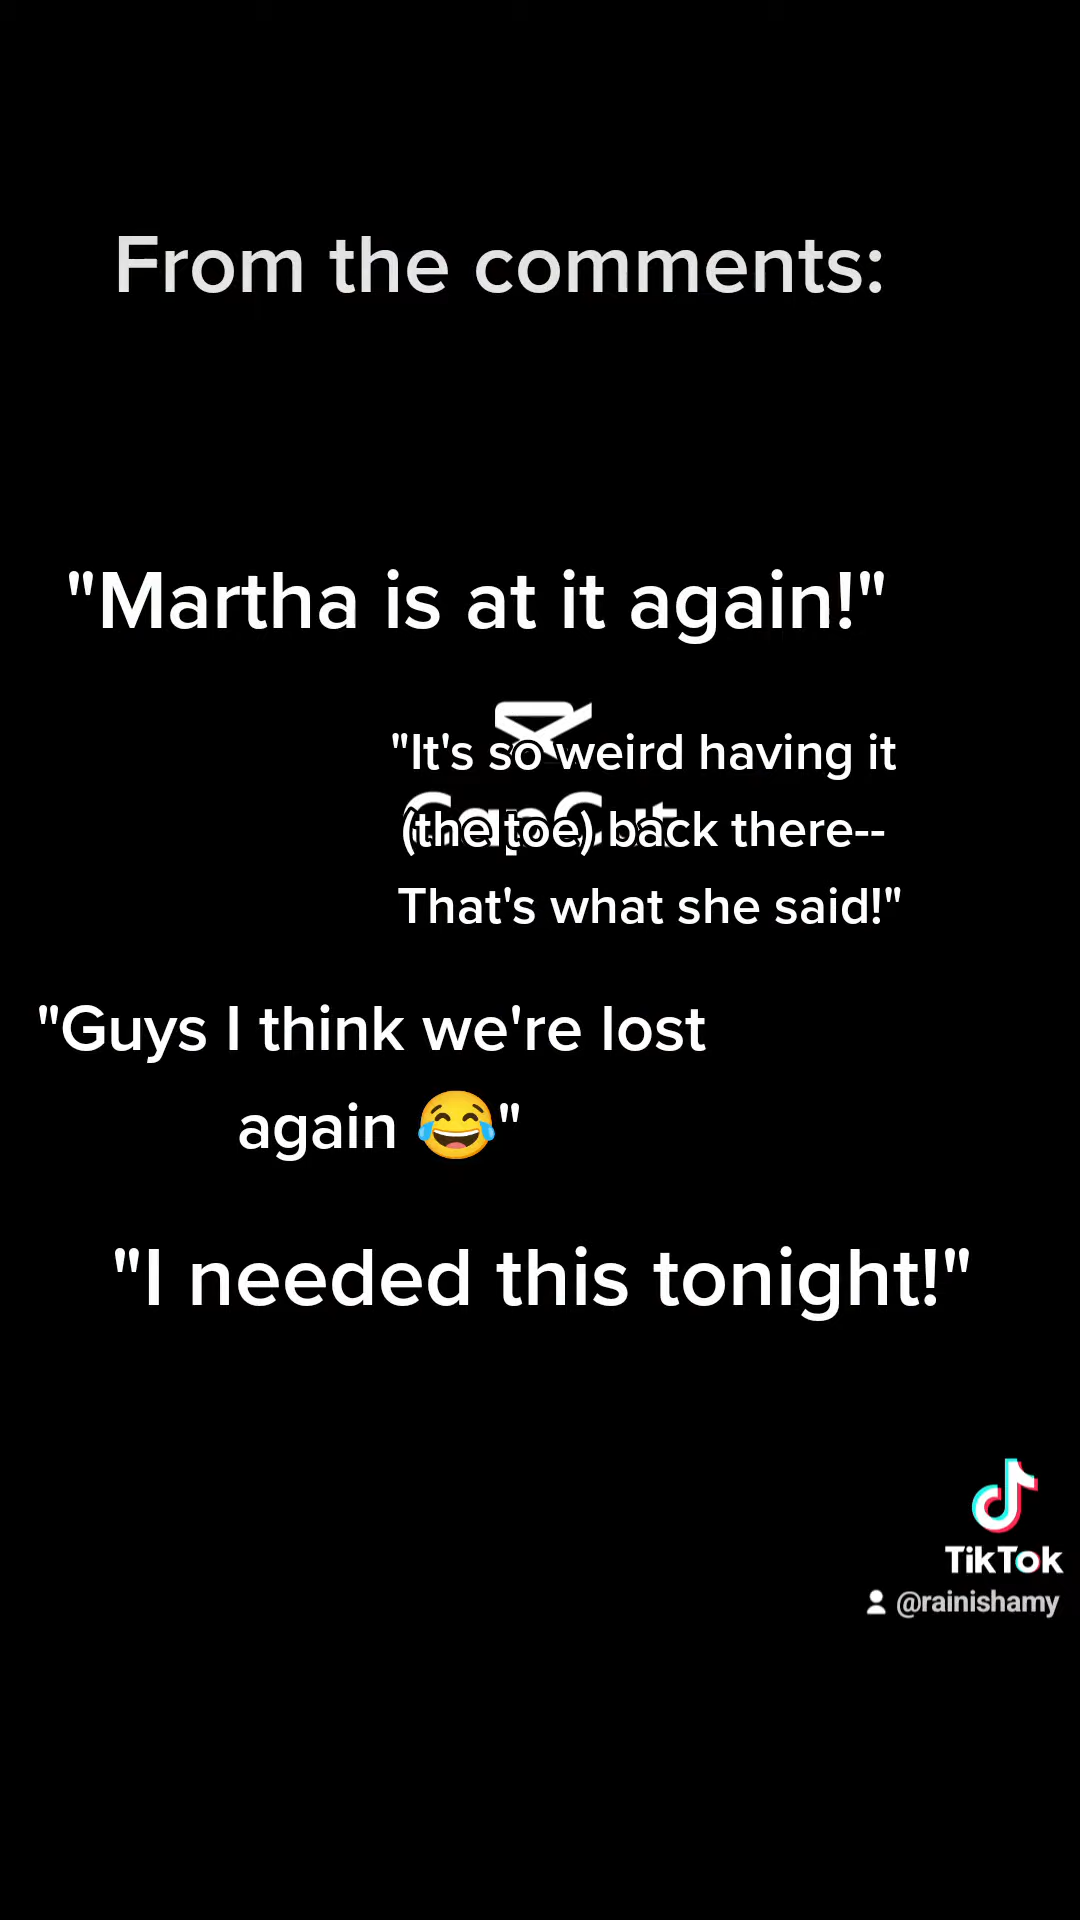 From the comments:
"Martha is at it again!"
"It's so weird having it
CapCut
(the toe) back there--
That's what she said!"
"Guys I think we're lost
again 😂"
"I needed this tonight!"
TikTok
@rainishamy